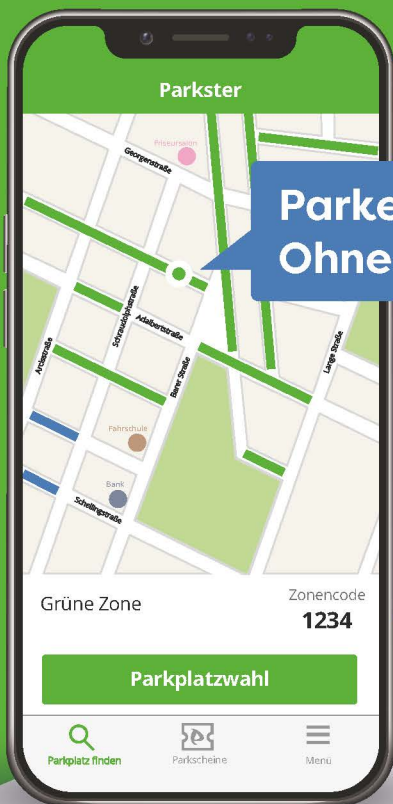 Parkster
Friseursalon
Georgenstraße
Parke
Ohne
Schraudolphstraße
Adalbertstraße
Arcisstraße
Barer Straße
Lange Straße
Fahrschule
Bank
Schellingstraße
Grüne Zone
Zonencode
1234
Parkplatzwahl
Parkplatz finden
Parkscheine
Menü